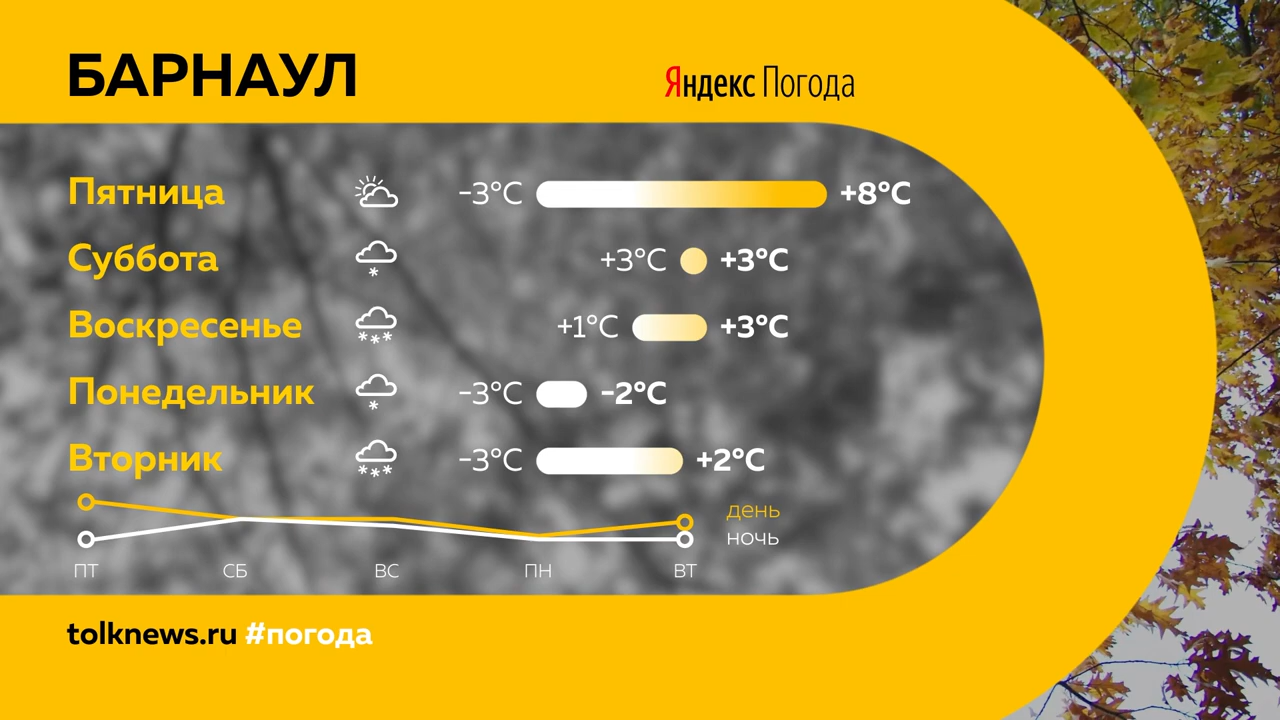 БАРНАУЛ
Яндекс Погода
Пятница -3°C +8°C
Суббота +3°C +3°C
Воскресенье +1°C +3°C
Понедельник -3°C -2°C
Вторник -3°C +2°C
день
ночь
ПТ СБ ВС ПН ВТ
tolknews.ru #погода